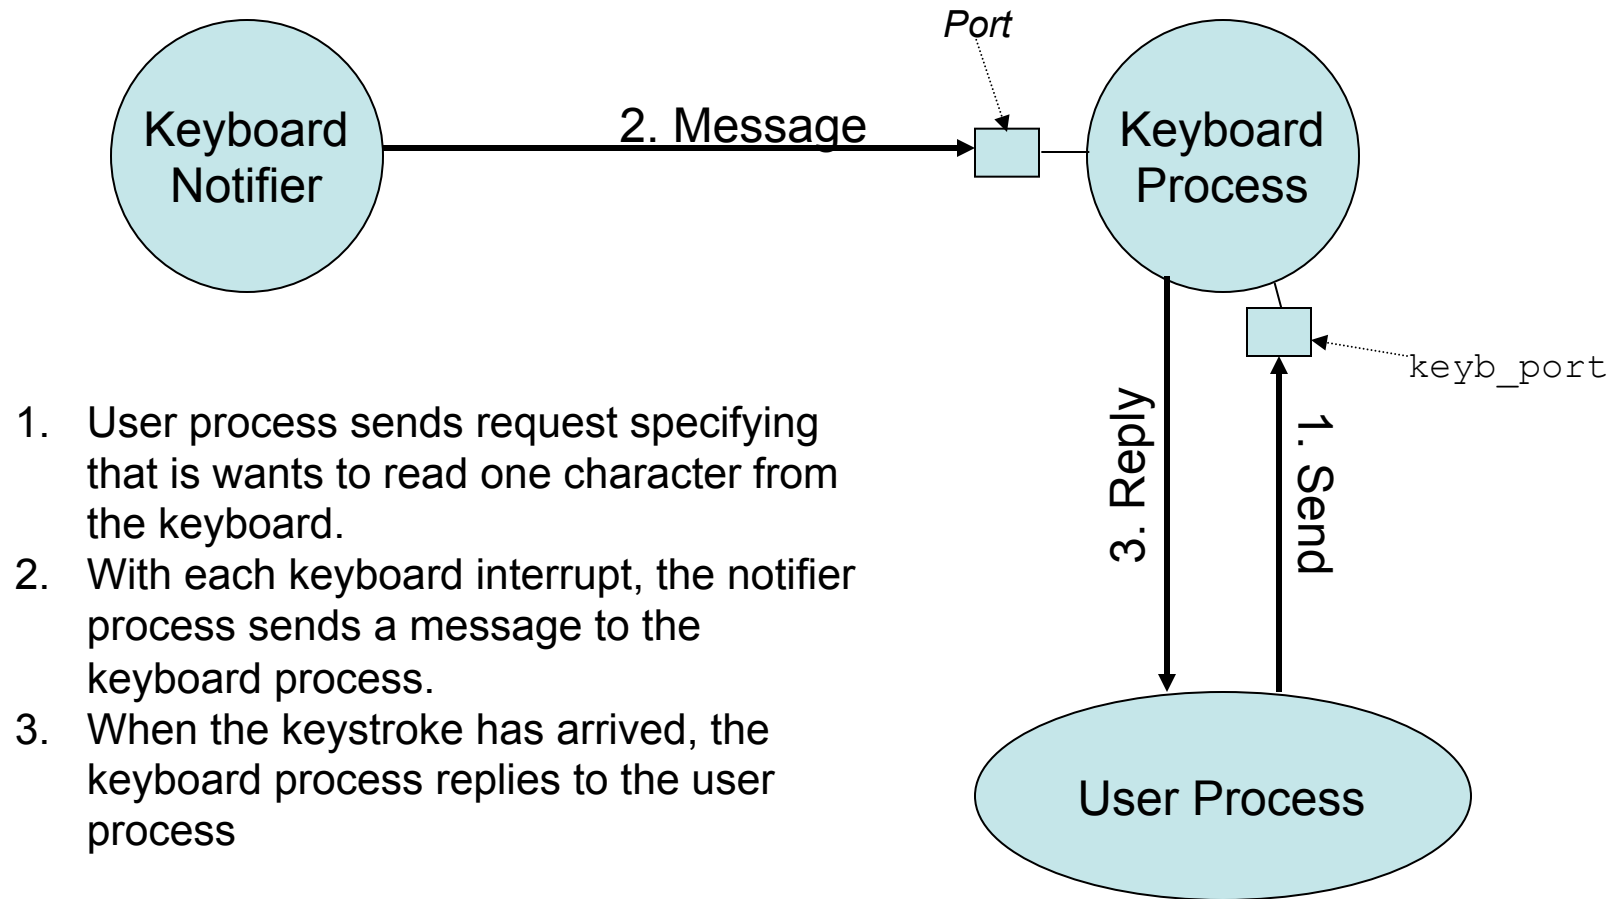 Port
2. Message
Keyboard
Notifier
Keyboard
Process
keyb_port
3. Reply
1. Send
1. User process sends request specifying
that is wants to read one character from
the keyboard.
2. With each keyboard interrupt, the notifier
process sends a message to the
keyboard process.
3. When the keystroke has arrived, the
keyboard process replies to the user
process
User Process